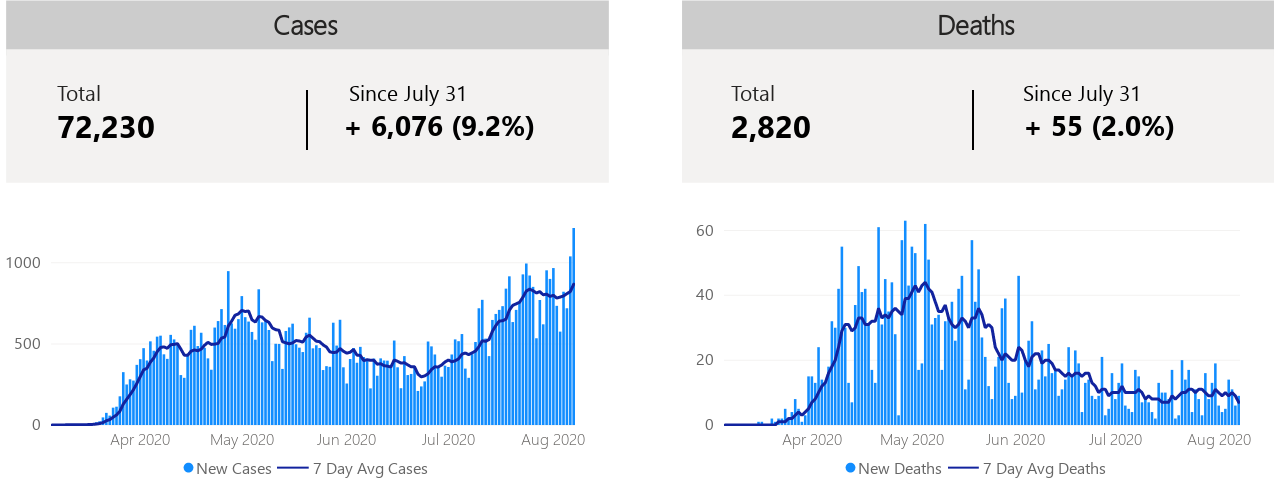 Cases
Total
72,230
Since July 31
+ 6,076 (9.2%)
1000
500
0
Apr 2020 May 2020 Jun 2020 Jul 2020 Aug 2020
New Cases 7 Day Avg Cases
Deaths
Total
2,820
Since July 31
+ 55 (2.0%)
60
40
20
0
Apr 2020 May 2020 Jun 2020 Jul 2020 Aug 2020
New Deaths 7 Day Avg Deaths